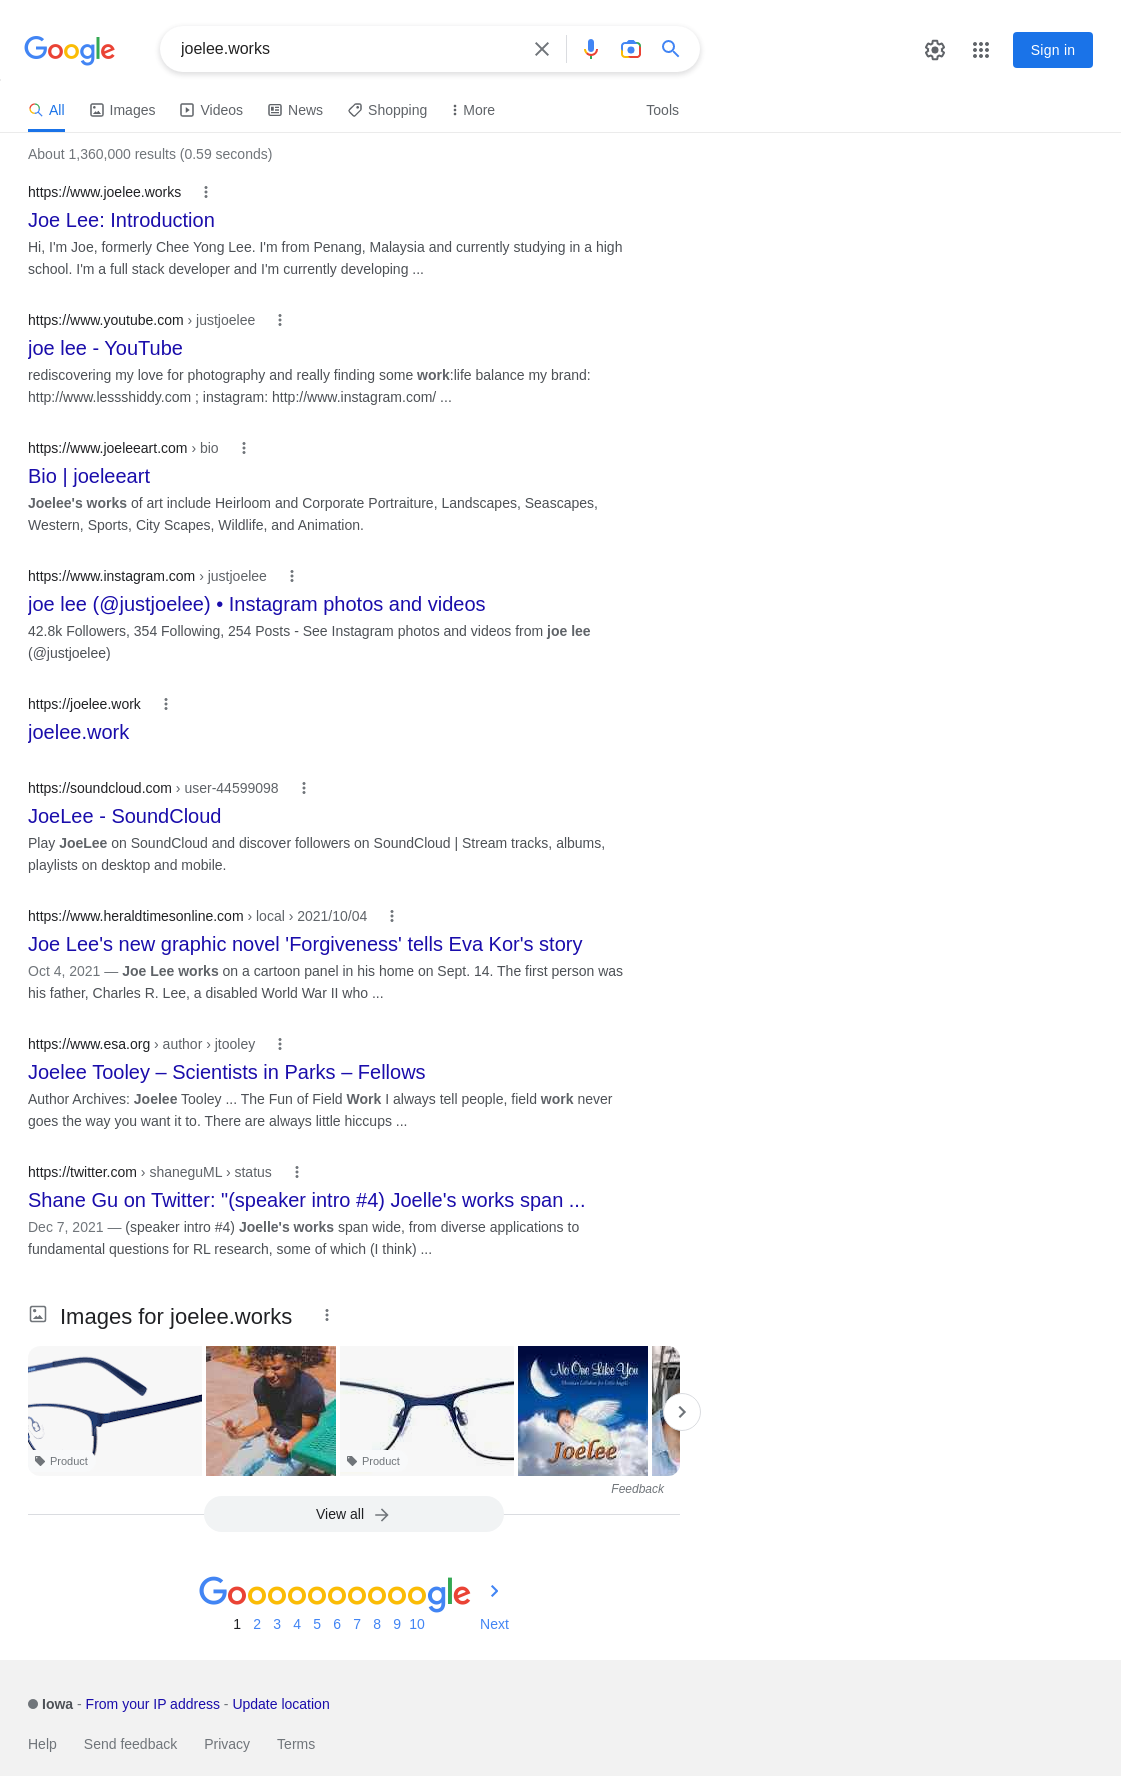 Google
joelee.works
Sign in
All Images Videos News Shopping More Tools
About 1,360,000 results (0.59 seconds)
https://www.joelee.works
Joe Lee: Introduction
Hi, I'm Joe, formerly Chee Yong Lee. I'm from Penang, Malaysia and currently studying in a high
school. I'm a full stack developer and I'm currently developing ...
https://www.youtube.com › justjoelee
joe lee - YouTube
rediscovering my love for photography and really finding some work:life balance my brand:
http://www.lessshiddy.com ; instagram: http://www.instagram.com/ ...
https://www.joeleeart.com › bio
Bio | joeleeart
Joelee's works of art include Heirloom and Corporate Portraiture, Landscapes, Seascapes,
Western, Sports, City Scapes, Wildlife, and Animation.
https://www.instagram.com › justjoelee
joe lee (@justjoelee) • Instagram photos and videos
42.8k Followers, 354 Following, 254 Posts - See Instagram photos and videos from joe lee
(@justjoelee)
https://joelee.work
joelee.work
https://soundcloud.com › user-44599098
JoeLee - SoundCloud
Play JoeLee on SoundCloud and discover followers on SoundCloud | Stream tracks, albums,
playlists on desktop and mobile.
https://www.heraldtimesonline.com › local › 2021/10/04
Joe Lee's new graphic novel 'Forgiveness' tells Eva Kor's story
Oct 4, 2021 — Joe Lee works on a cartoon panel in his home on Sept. 14. The first person was
his father, Charles R. Lee, a disabled World War II who ...
https://www.esa.org › author › jtooley
Joelee Tooley – Scientists in Parks – Fellows
Author Archives: Joelee Tooley ... The Fun of Field Work I always tell people, field work never
goes the way you want it to. There are always little hiccups ...
https://twitter.com › shaneguML › status
Shane Gu on Twitter: "(speaker intro #4) Joelle's works span ...
Dec 7, 2021 — (speaker intro #4) Joelle's works span wide, from diverse applications to
fundamental questions for RL research, some of which (I think) ...
Images for joelee.works
No One Like You
Joelee
Product
Product
Feedback
View all
Goooooooooogle
1 2 3 4 5 6 7 8 9 10 Next
Iowa - From your IP address - Update location
Help Send feedback Privacy Terms